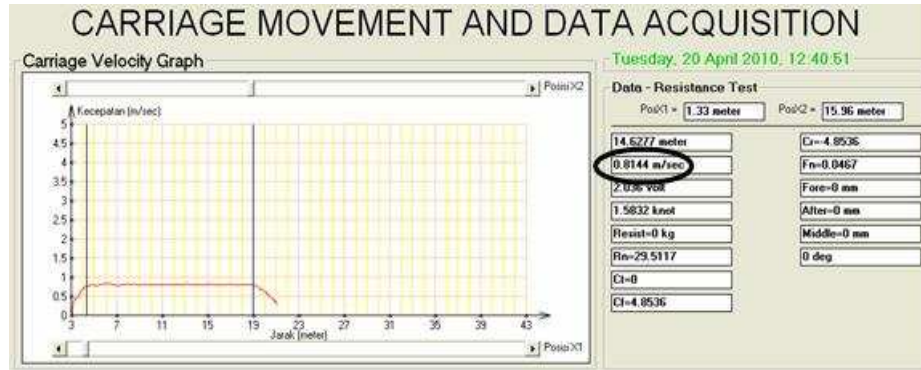 CARRIAGE MOVEMENT AND DATA ACQUISITION
Carriage Velocity Graph
Tuesday, 20 April 2010, 12:40:51
Posisi X2
Data - Resistance Test
PosX1 = 1.33 meter PosX2 = 15.96 meter
Kecepatan (m/sec)
5
4.5
4
3.5
3
2.5
2
1.5
1
0.5
0
3 7 11 15 19 23 27 31 35 39 43
Jarak (meter)
Posisi X1
14.6277 meter
0.8144 m/sec
2.036 Volt
1.5832 knot
Resist=0 kg
Rn=29.5117
Ct=0
Cf=4.8536
Cr=-4.8536
Fn=0.0467
Fore=0 mm
After=0 mm
Middle=0 mm
0 deg